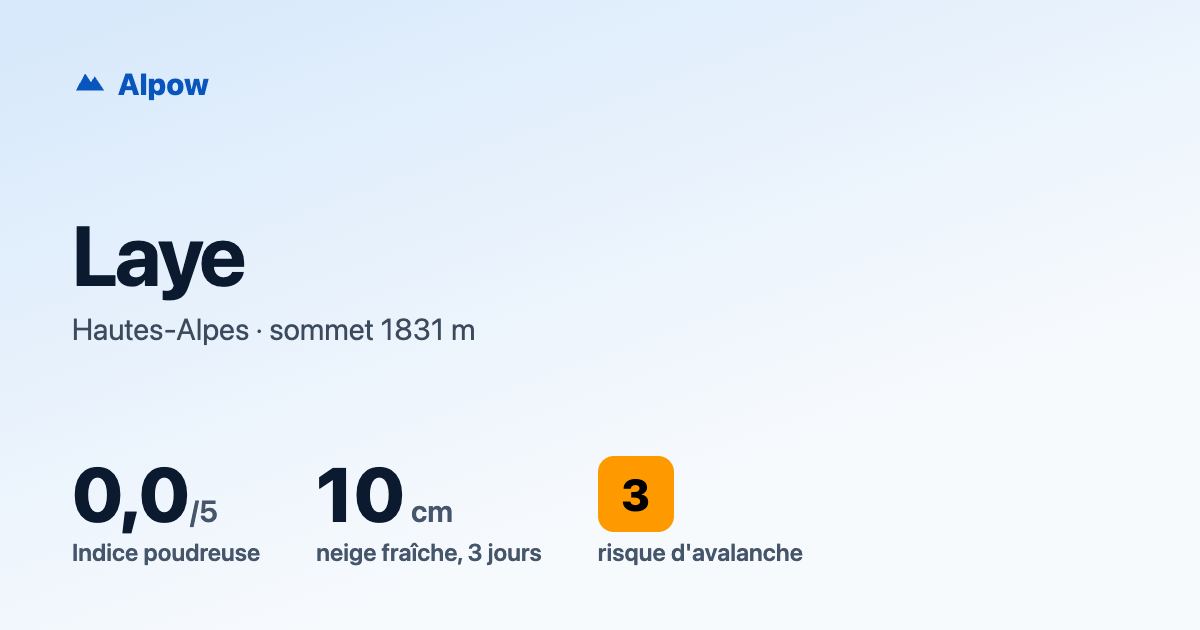 Alpow
Laye
Hautes-Alpes · sommet 1831 m
0,0/5
Indice poudreuse
10 cm
neige fraîche, 3 jours
3
risque d'avalanche